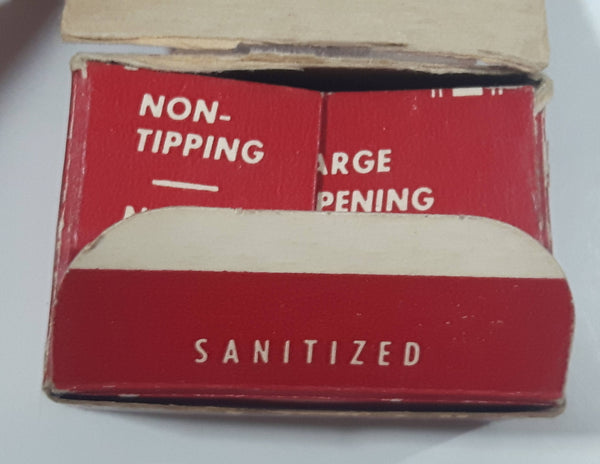 NON-
TIPPING
ARGE
PENING
SANITIZED